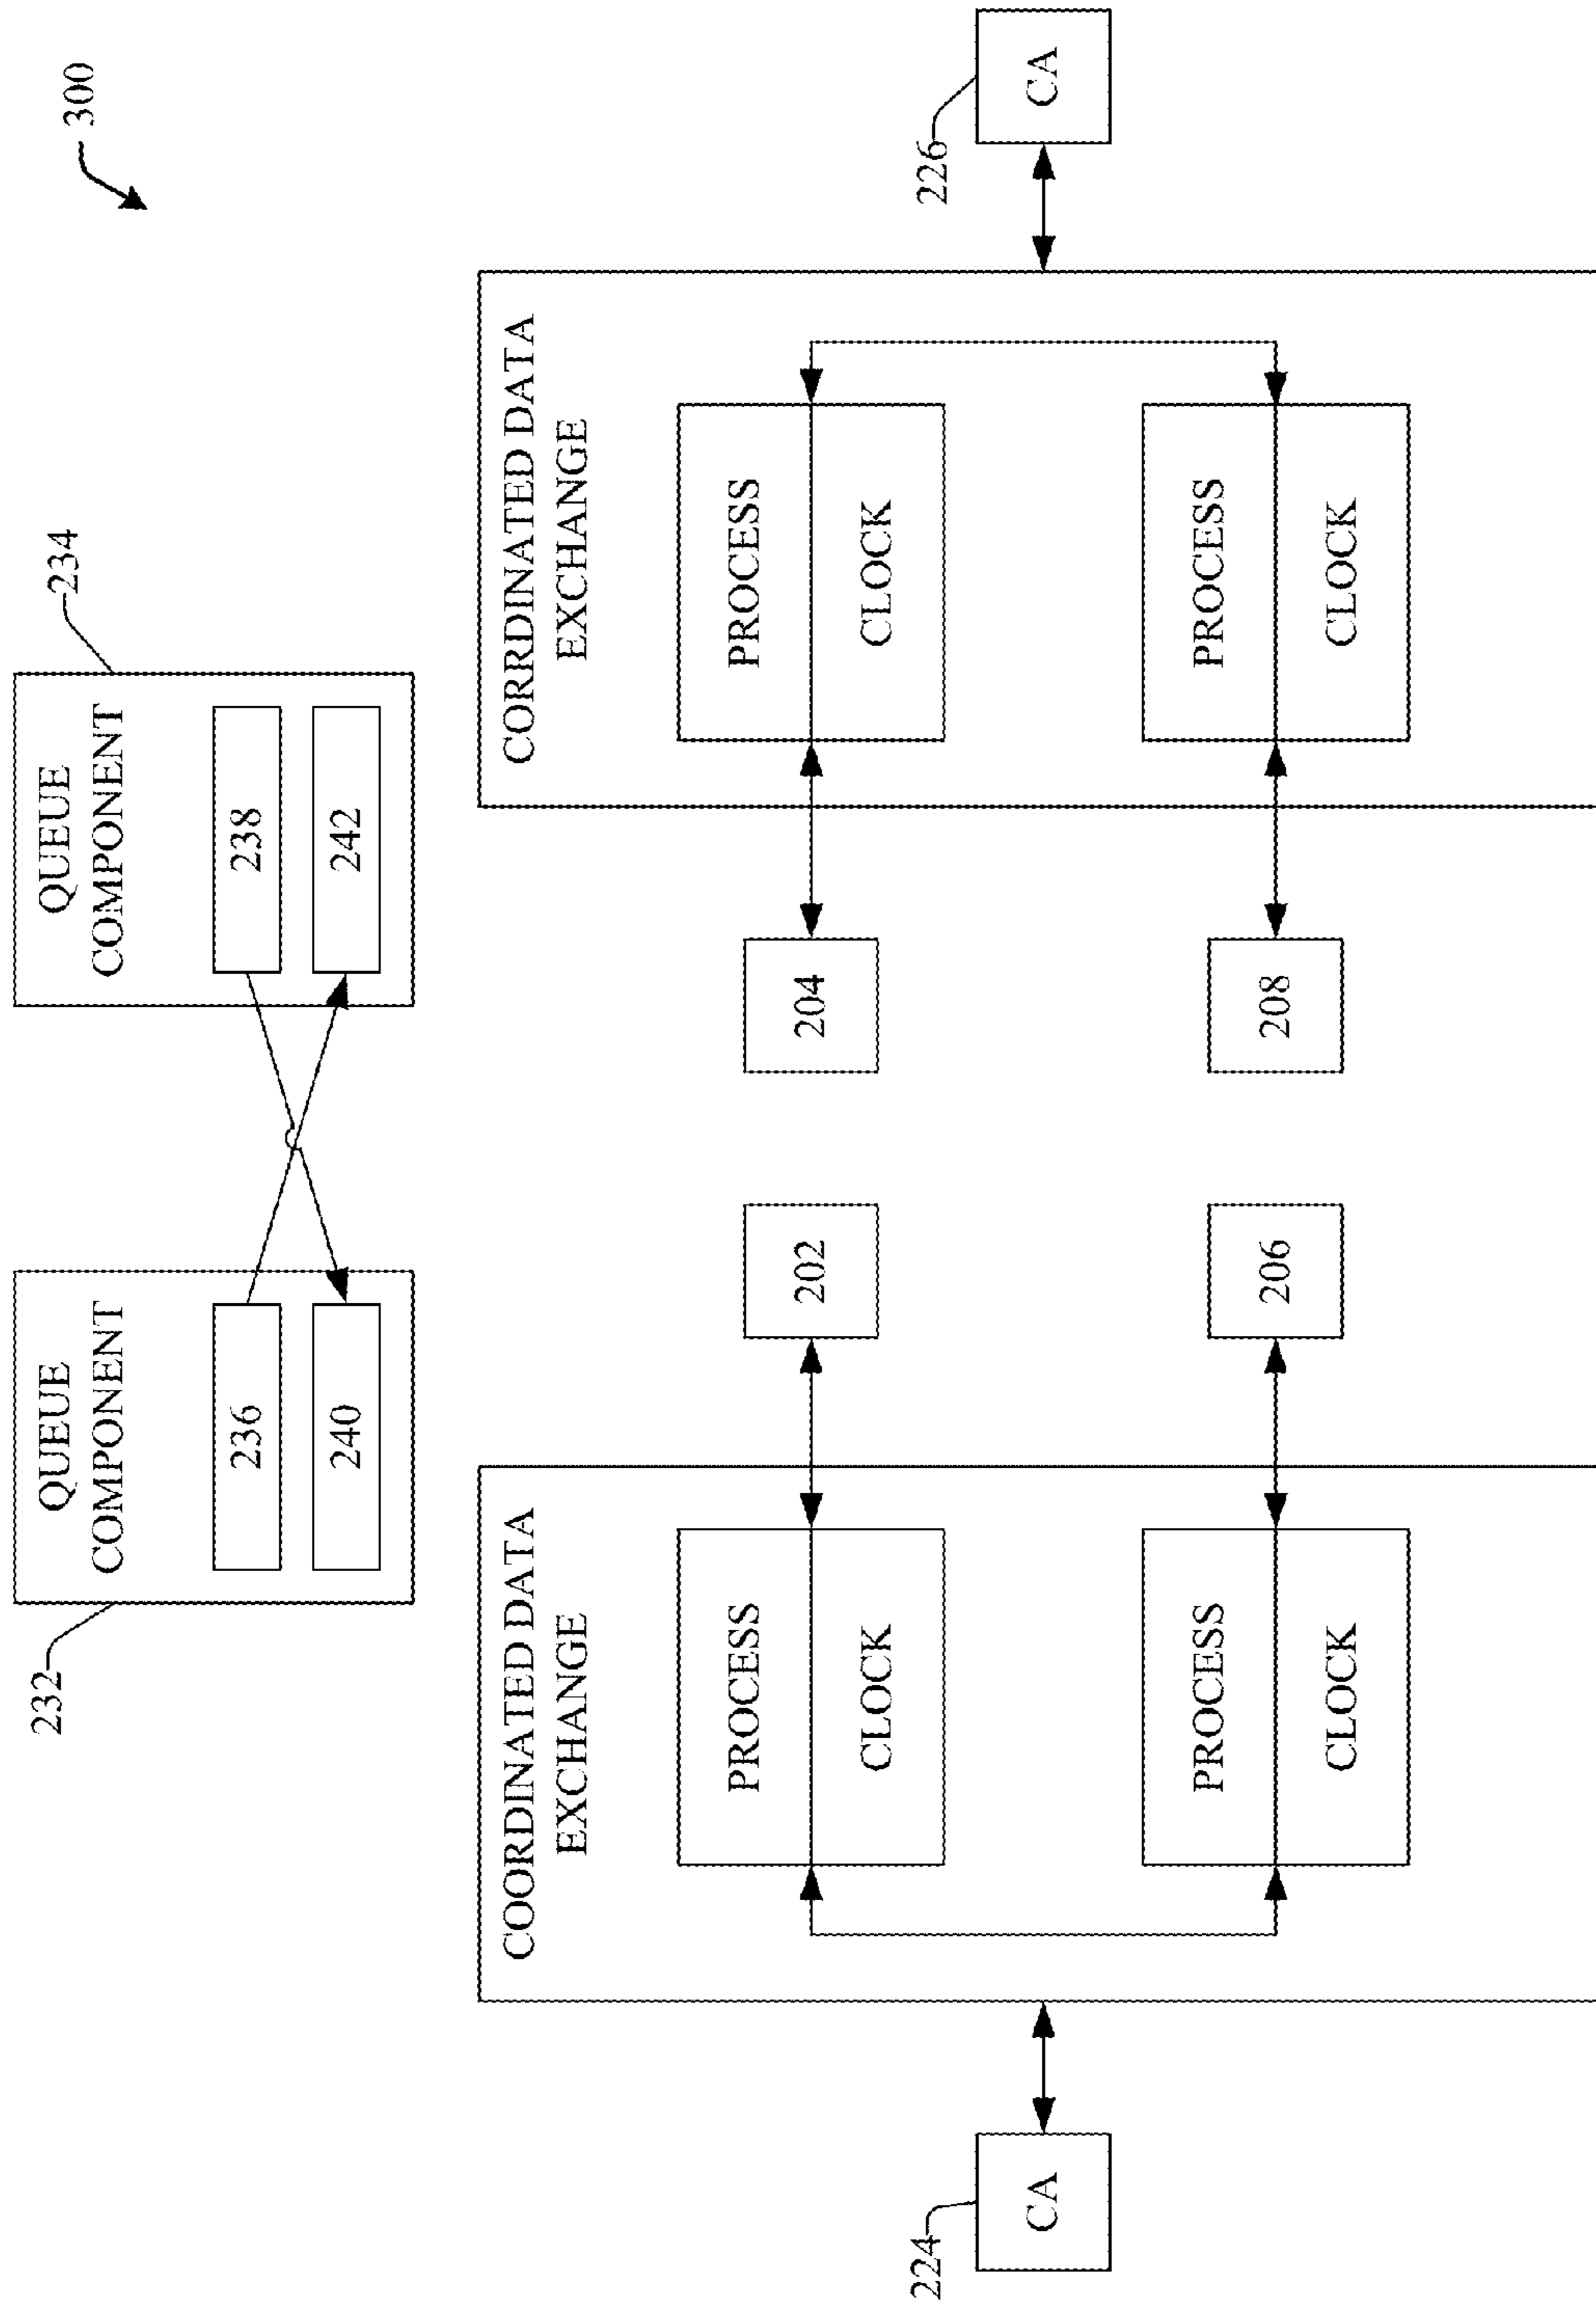 300
232
QUEUE
COMPONENT
236
240
234
QUEUE
COMPONENT
238
242
COORDINATED DATA
EXCHANGE
PROCESS
CLOCK
PROCESS
CLOCK
224
CA
202
206
204
208
CORRDINATED DATA
EXCHANGE
PROCESS
CLOCK
PROCESS
CLOCK
226
CA